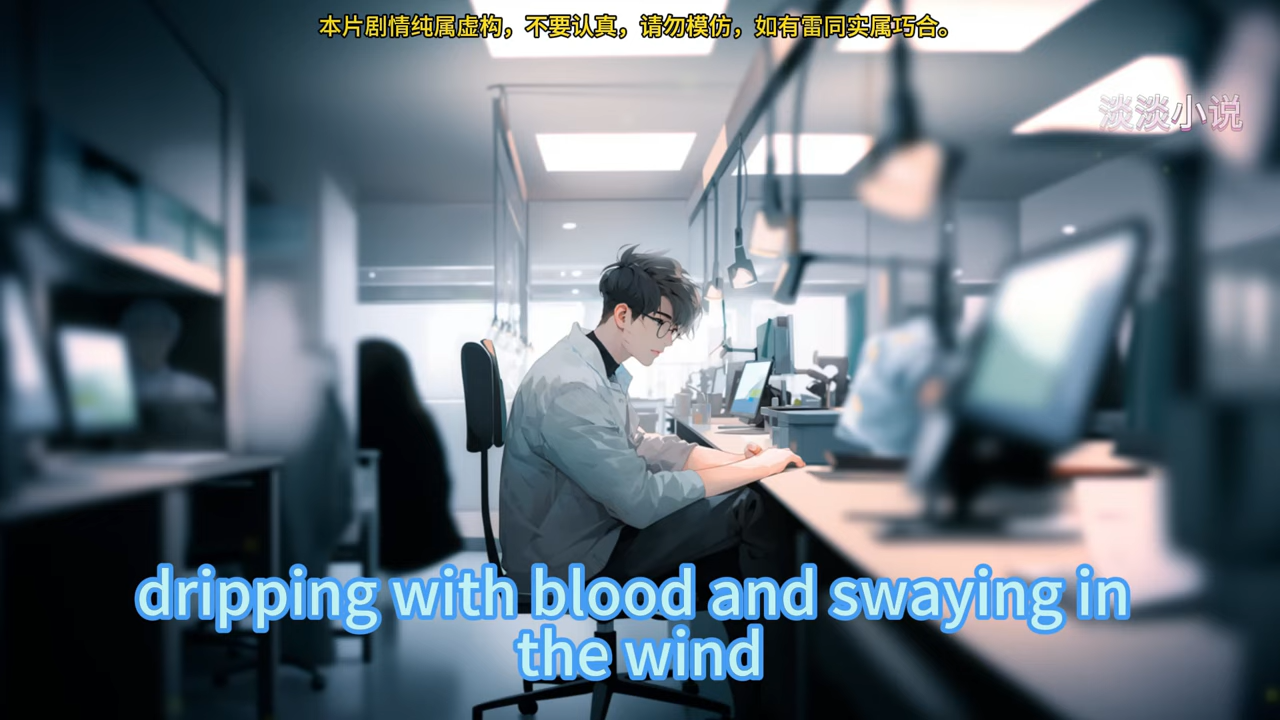 本片剧情纯属虚构，不要认真，请勿模仿，如有雷同实属巧合。
淡淡小说
dripping with blood and swaying in
the wind